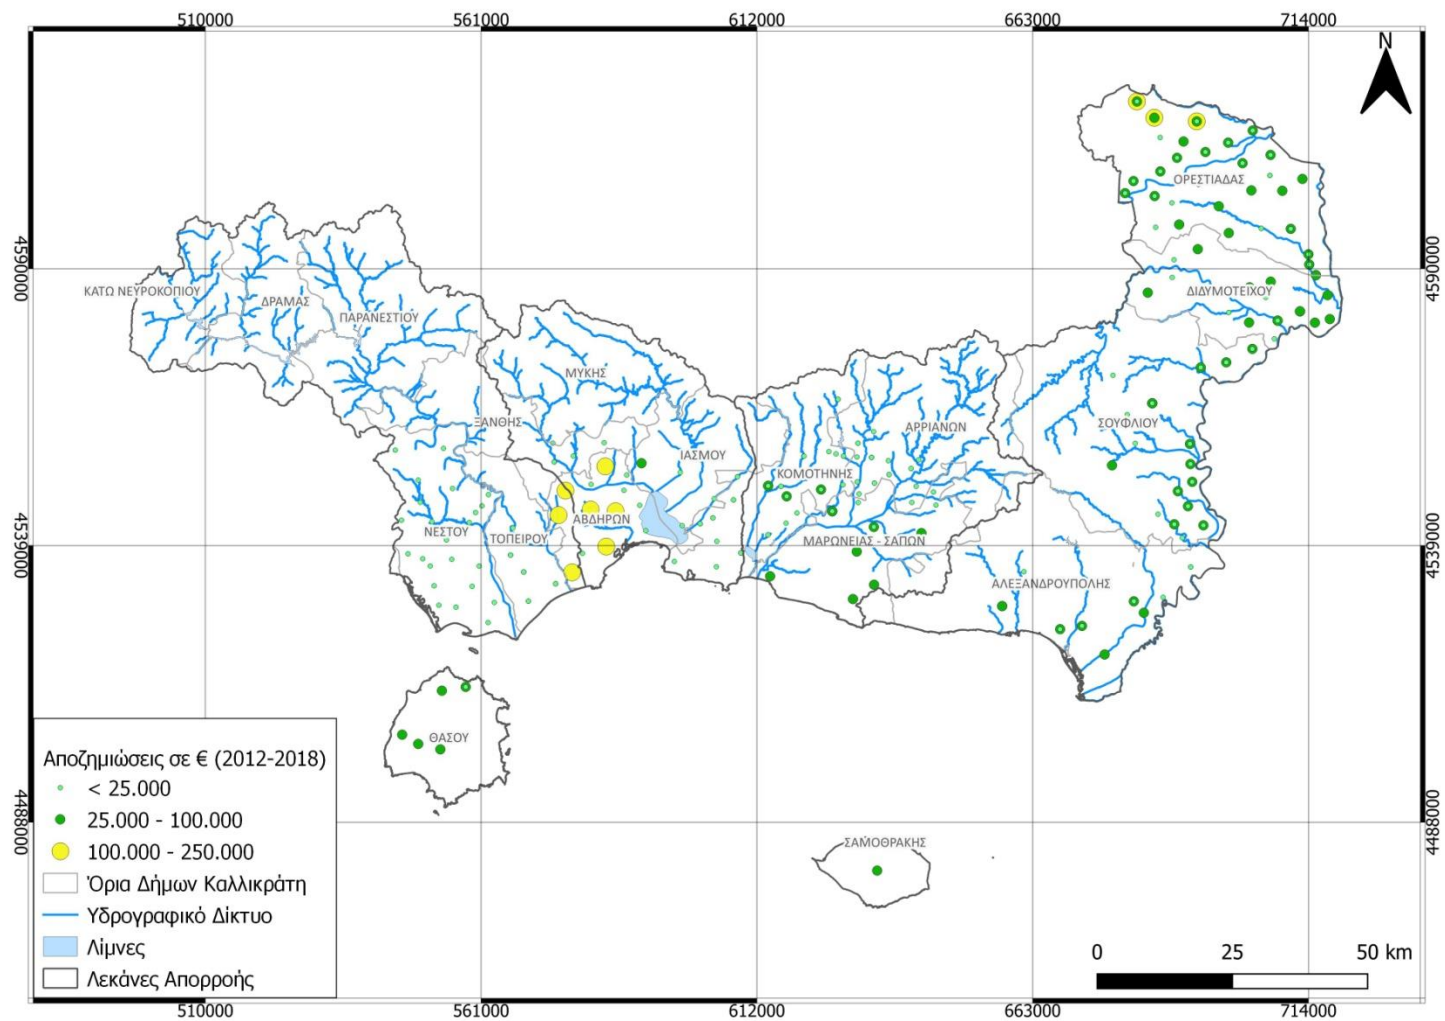 510000 561000 612000 663000 714000
N
ΟΡΕΣΤΙΑΔΑΣ
4590000 4590000
ΚΑΤΩ ΝΕΥΡΟΚΟΠΙΟΥ
ΔΡΑΜΑΣ
ΔΙΔΥΜΟΤΕΙΧΟΥ
ΠΑΡΑΝΕΣΤΙΟΥ
ΜΥΚΗΣ
ΞΑΝΘΗΣ
ΣΟΥΦΛΙΟΥ
ΑΡΡΙΑΝΩΝ
ΙΑΣΜΟΥ
ΚΟΜΟΤΗΝΗΣ
ΑΒΔΗΡΩΝ
ΝΕΣΤΟΥ
ΤΟΠΕΙΡΟΥ
ΜΑΡΩΝΕΙΑΣ - ΣΑΠΩΝ
4539000 4539000
ΑΛΕΞΑΝΔΡΟΥΠΟΛΗΣ
ΘΑΣΟΥ
4488000 4488000
ΣΑΜΟΘΡΑΚΗΣ
Αποζημιώσεις σε € (2012-2018)
< 25.000
25.000 - 100.000
100.000 - 250.000
Όρια Δήμων Καλλικράτη
Υδρογραφικό Δίκτυο
Λίμνες
Λεκάνες Απορροής
0 25 50 km
510000 561000 612000 663000 714000